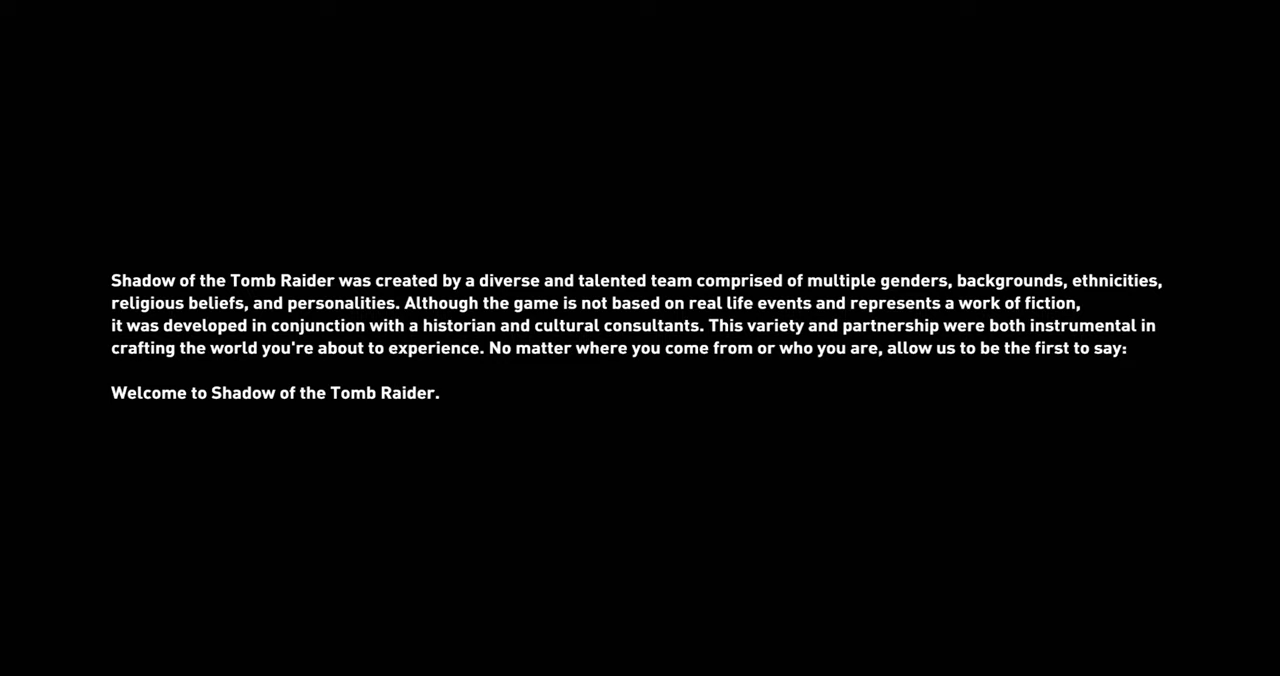 Shadow of the Tomb Raider was created by a diverse and talented team comprised of multiple genders, backgrounds, ethnicities,
religious beliefs, and personalities. Although the game is not based on real life events and represents a work of fiction,
it was developed in conjunction with a historian and cultural consultants. This variety and partnership were both instrumental in
crafting the world you're about to experience. No matter where you come from or who you are, allow us to be the first to say:
Welcome to Shadow of the Tomb Raider.